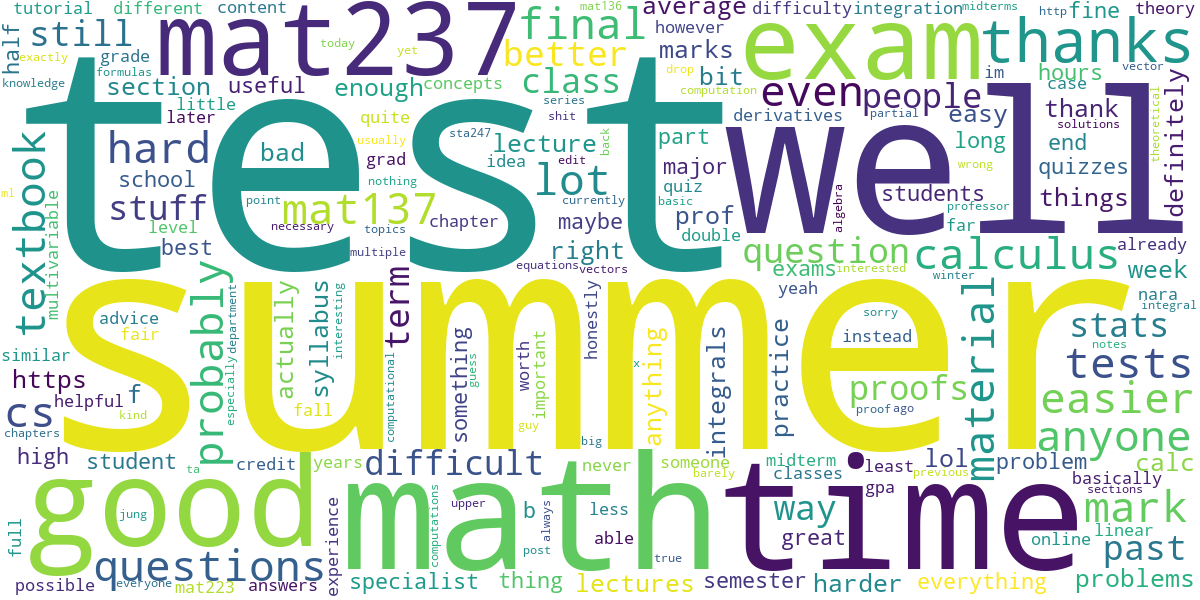 tutorial different content mat237 final average difficulty integration midterms http fine theory
half still mat136 however
exactly grade today yet better marks exam thanks
knowledge formulas section useful enough concepts class bit drop im hours vector
test well
little later quite series shit even people computation case thank
textbook hard bad usually sta247 lecture back part derivatives partial easy long end solutions theoretical definitely
school grad idea edit lot major students quizzes wrong
ml stuff point nothing mat137 currently quiz basic things
multivariable level necessary topics chapter maybe prof double algebra professor far
best multiple right question calculus already
equations vectors exams interested winter week
summer
probably department actually syllabus interesting term yeah material nara integral
advice honestly sorry stats
fair similar something guess worth important anything integrals practice instead notes
https especially computational x tests
cs helpful f fall guy proofs easier
chapters kind proof ago
big anyone
high student ta credit years difficult never someone midterm least lol problem calc
good math time barely classes gpa previous basically sections
full jung computations upper b always less way mark
able great online linear past
questions experience post true
possible everyone mat223 answers specialist thing lectures semester harder everything problems